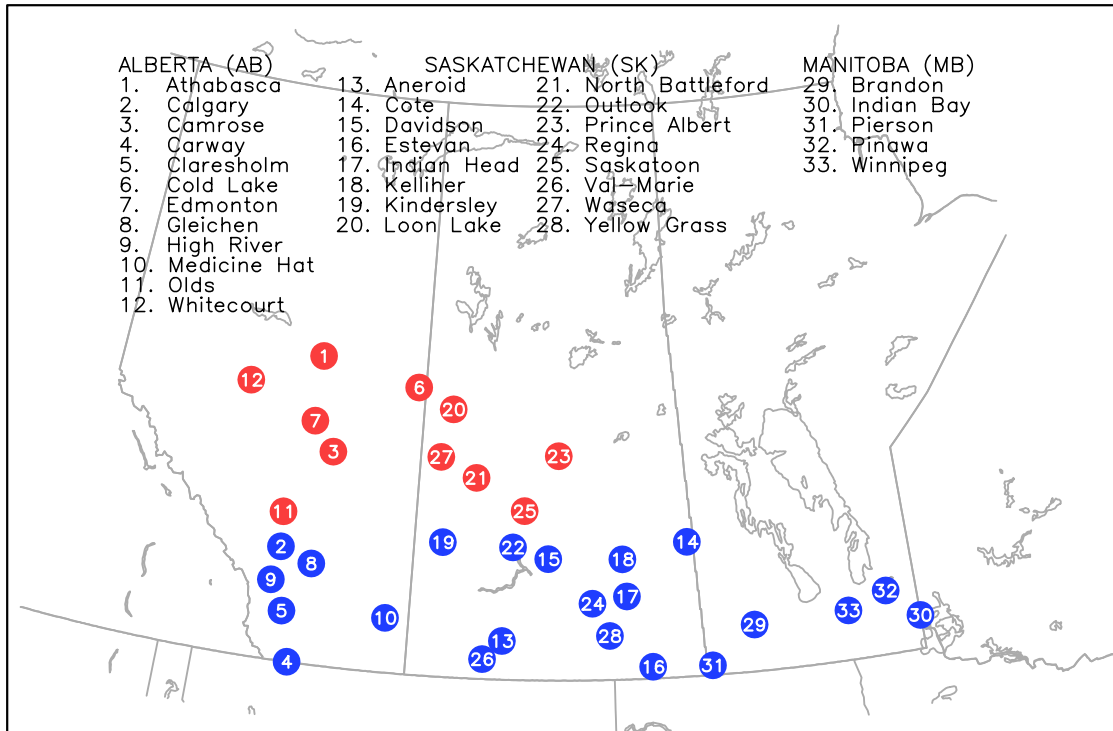 ALBERTA (AB)
1. Athabasca
2. Calgary
3. Camrose
4. Carway
5. Claresholm
6. Cold Lake
7. Edmonton
8. Gleichen
9. High River
10. Medicine Hat
11. Olds
12. Whitecourt
SASKATCHEWAN (SK)
13. Aneroid
14. Cote
15. Davidson
16. Estevan
17. Indian Head
18. Kelliher
19. Kindersley
20. Loon Lake
21. North Battleford
22. Outlook
23. Prince Albert
24. Regina
25. Saskatoon
26. Val-Marie
27. Waseca
28. Yellow Grass
MANITOBA (MB)
29. Brandon
30. Indian Bay
31. Pierson
32. Pinawa
33. Winnipeg
1
12
6
20
7
3
27
23
21
11
25
2
19
22
14
8
15
18
9
32
17
24
5
33
30
10
29
28
13
26
4
31
16